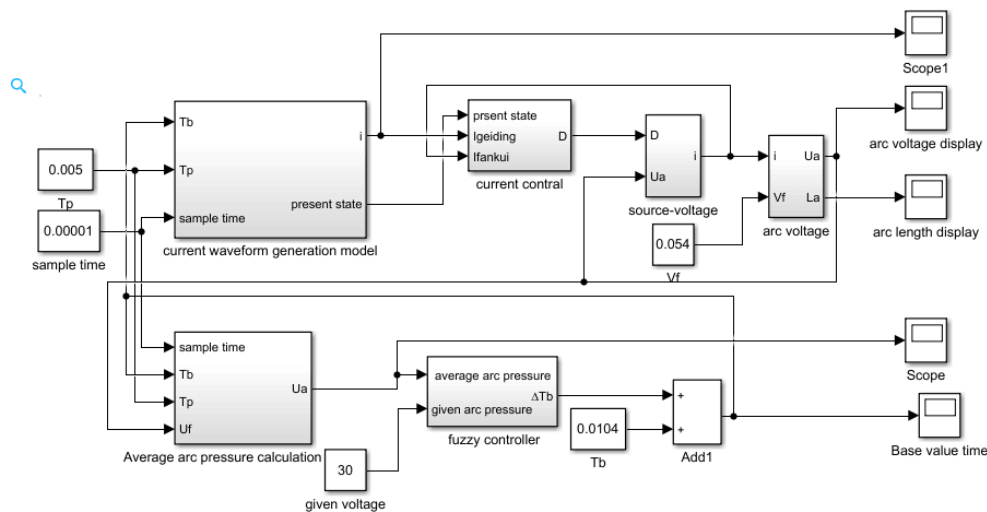 Scope1
arc voltage display
arc length display
Tb
Tp
sample time
i
present state
current waveform generation model
0.005
Tp
0.00001
sample time
prsent state
Igeiding
Ifankui
D
current contral
D
Ua
i
source-voltage
i
Vf
Ua
La
arc voltage
0.054
Vf
sample time
Tb
Tp
Uf
Ua
Average arc pressure calculation
average arc pressure
given arc pressure
ΔTb
fuzzy controller
30
given voltage
0.0104
Tb
+
+
Add1
Scope
Base value time